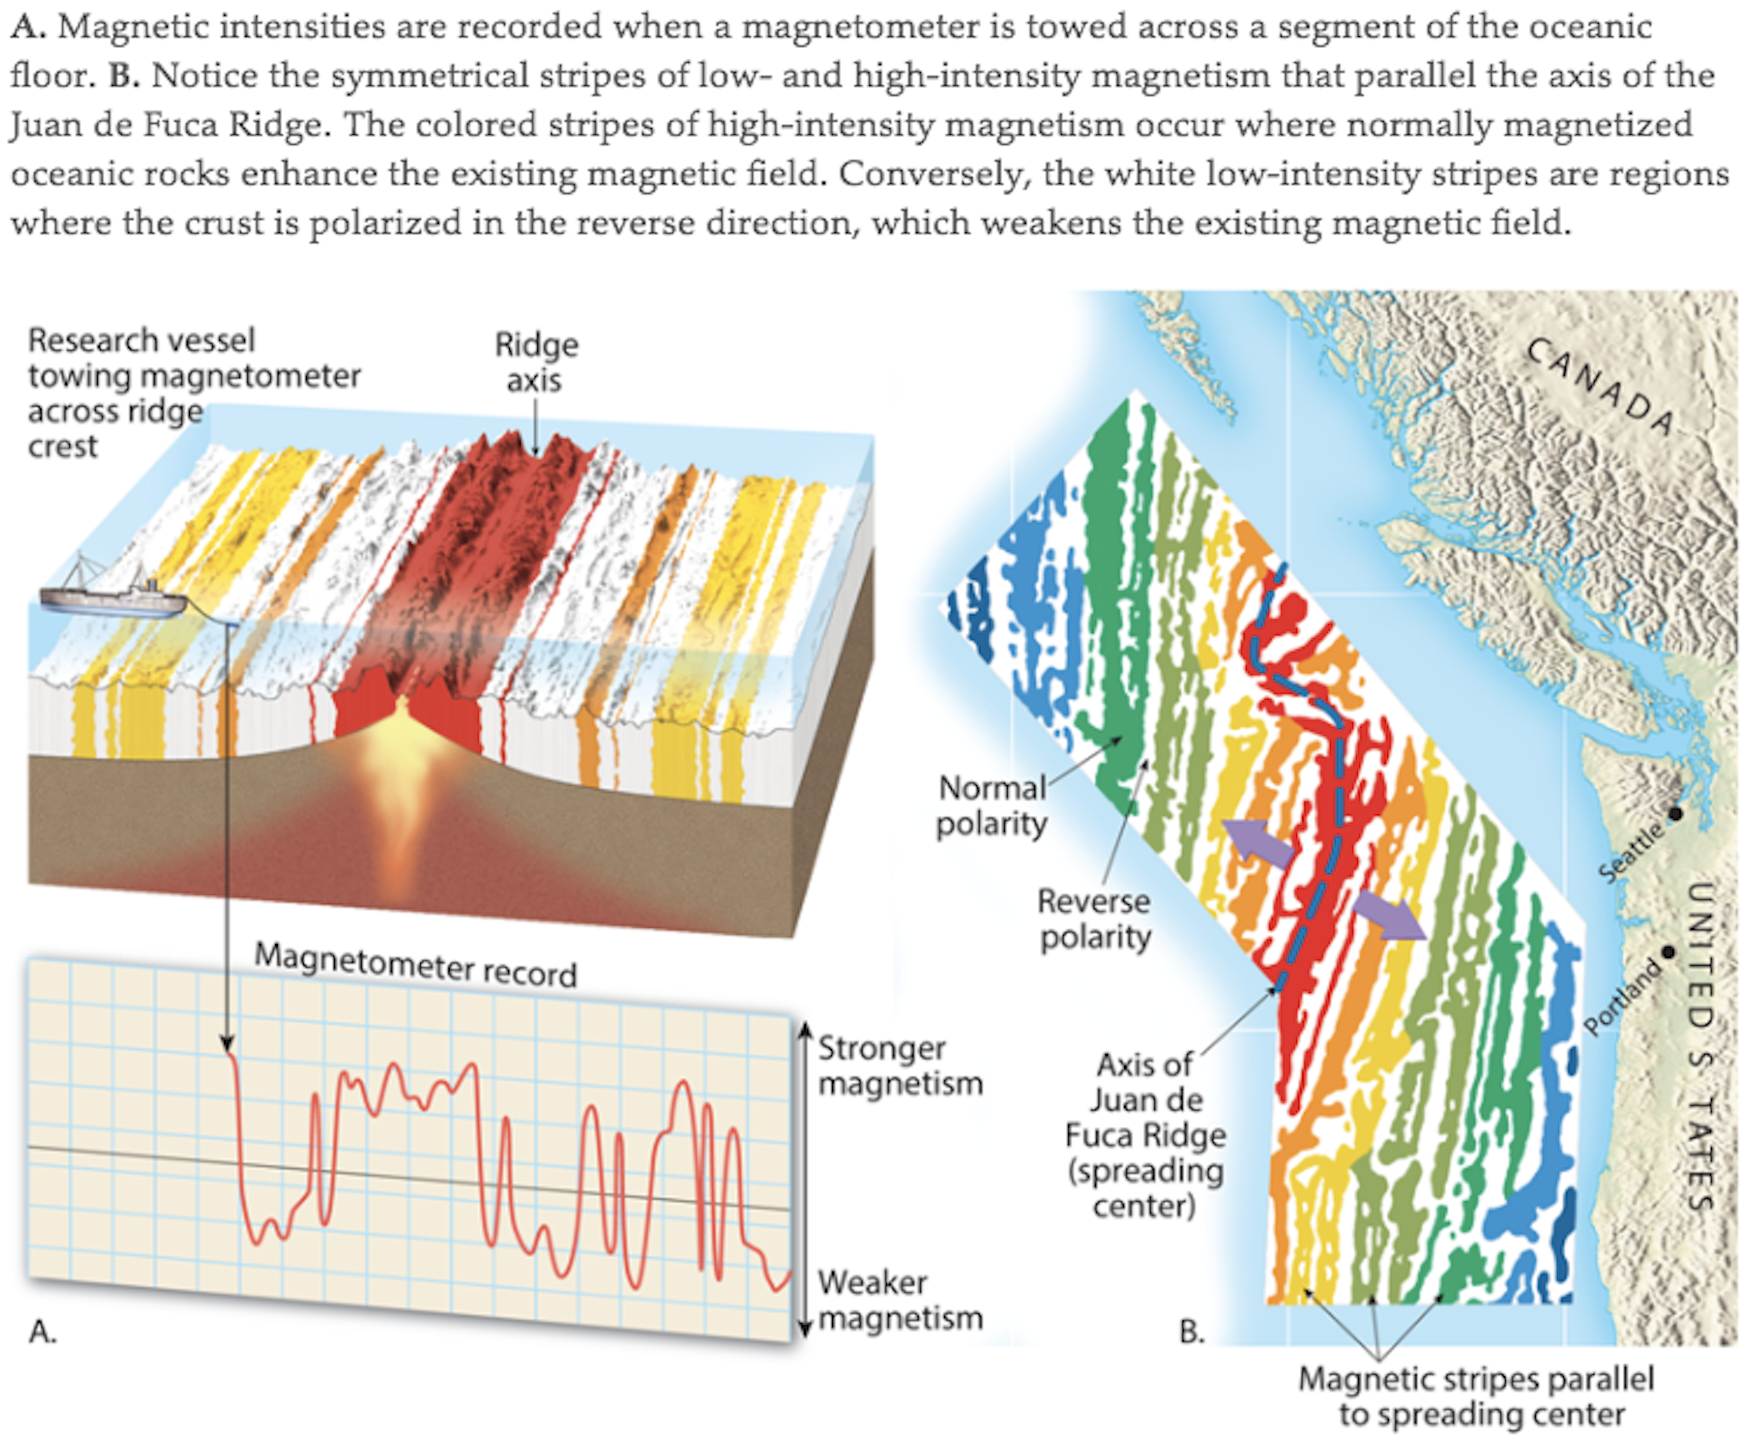 A. Magnetic intensities are recorded when a magnetometer is towed across a segment of the oceanic
floor. B. Notice the symmetrical stripes of low- and high-intensity magnetism that parallel the axis of the
Juan de Fuca Ridge. The colored stripes of high-intensity magnetism occur where normally magnetized
oceanic rocks enhance the existing magnetic field. Conversely, the white low-intensity stripes are regions
where the crust is polarized in the reverse direction, which weakens the existing magnetic field.
Research vessel
towing magnetometer
across ridge
crest
Ridge
axis
Magnetometer record
Stronger
magnetism
Weaker
magnetism
A.
CANADA
Normal
polarity
Reverse
polarity
Seattle
Portland
UNITED STATES
Axis of
Juan de
Fuca Ridge
(spreading
center)
B.
Magnetic stripes parallel
to spreading center